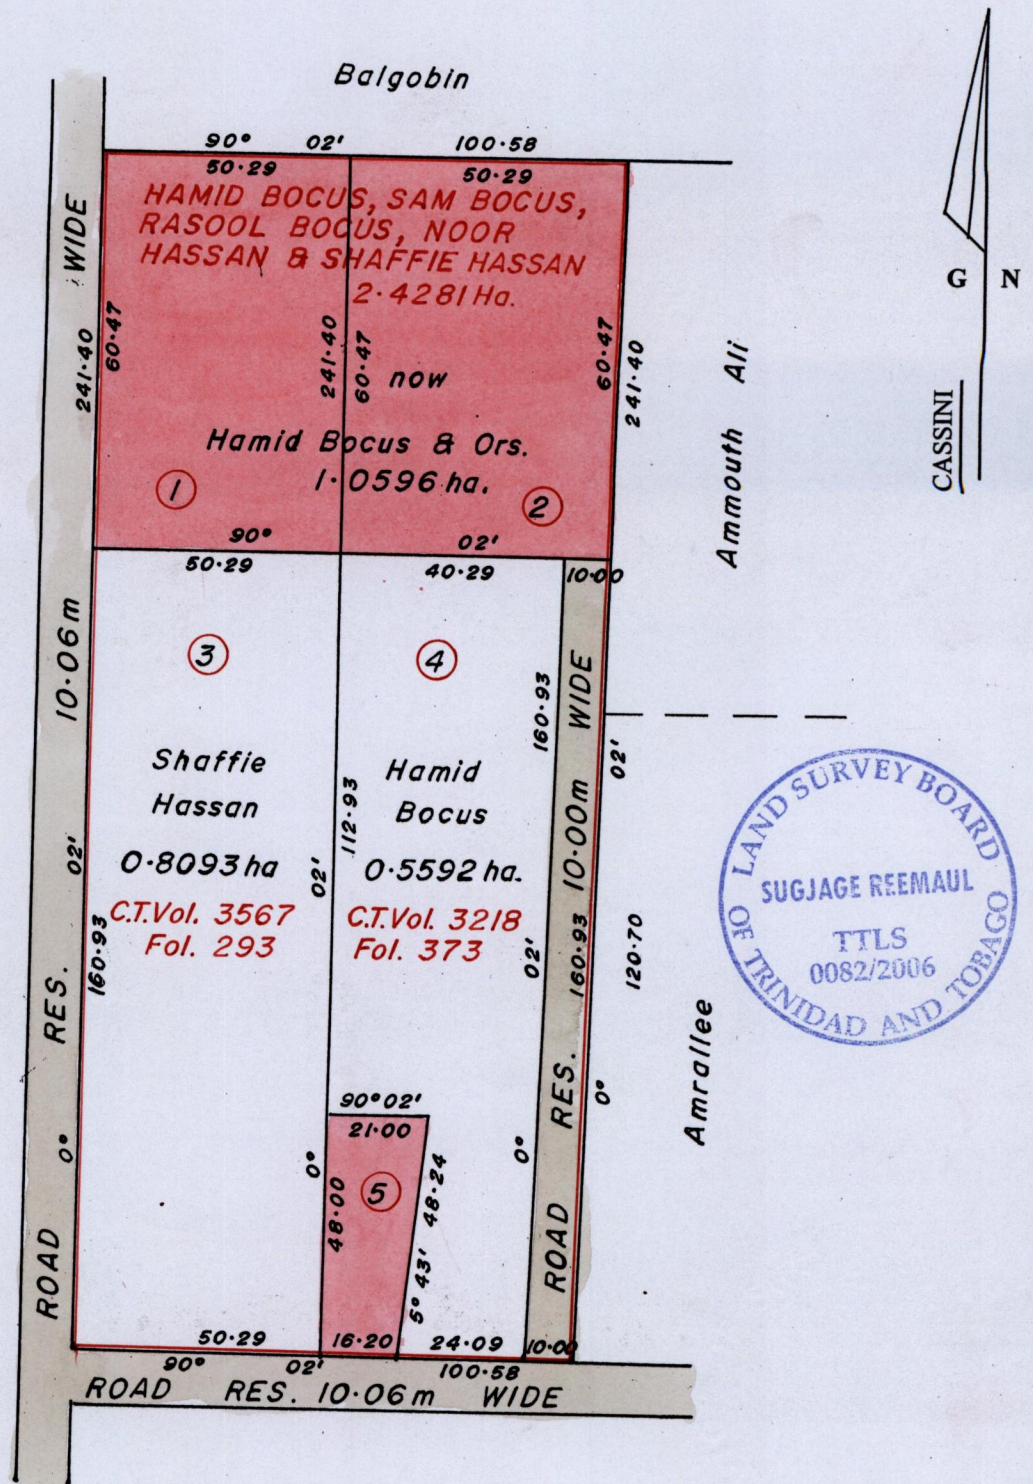 Balgobin
90° 02' 100·58
50·29 50·29
HAMID BOCUS, SAM BOCUS,
RASOOL BOCUS, NOOR
HASSAN & SHAFFIE HASSAN
2·4281 Ha.
241·40
60·47
241·40
60·47
60·47
241·40
now
Hamid Bocus & Ors.
1·0596 ha.
1
2
90° 02'
50·29 40·29 10·00
Ammouth Ali
G N
CASSINI
3
4
Shaffie
Hassan
0·8093 ha
C.T.Vol. 3567
Fol. 293
Hamid
Bocus
0·5592 ha.
C.T.Vol. 3218
Fol. 373
ROAD RES. 10·06m WIDE
0° 02'
160·93
0° 02'
112·93
0° 02'
160·93
ROAD RES. 10·00m WIDE
160·93
0° 02'
120·70
Amrallee
90° 02'
21·00
5
48·00
5° 43' 48·24
50·29 16·20 24·09 10·00
90° 02' 100·58
ROAD RES. 10·06m WIDE
LAND SURVEY BOARD
SUGJAGE REEMAUL
TTLS
0082/2006
OF TRINIDAD AND TOBAGO